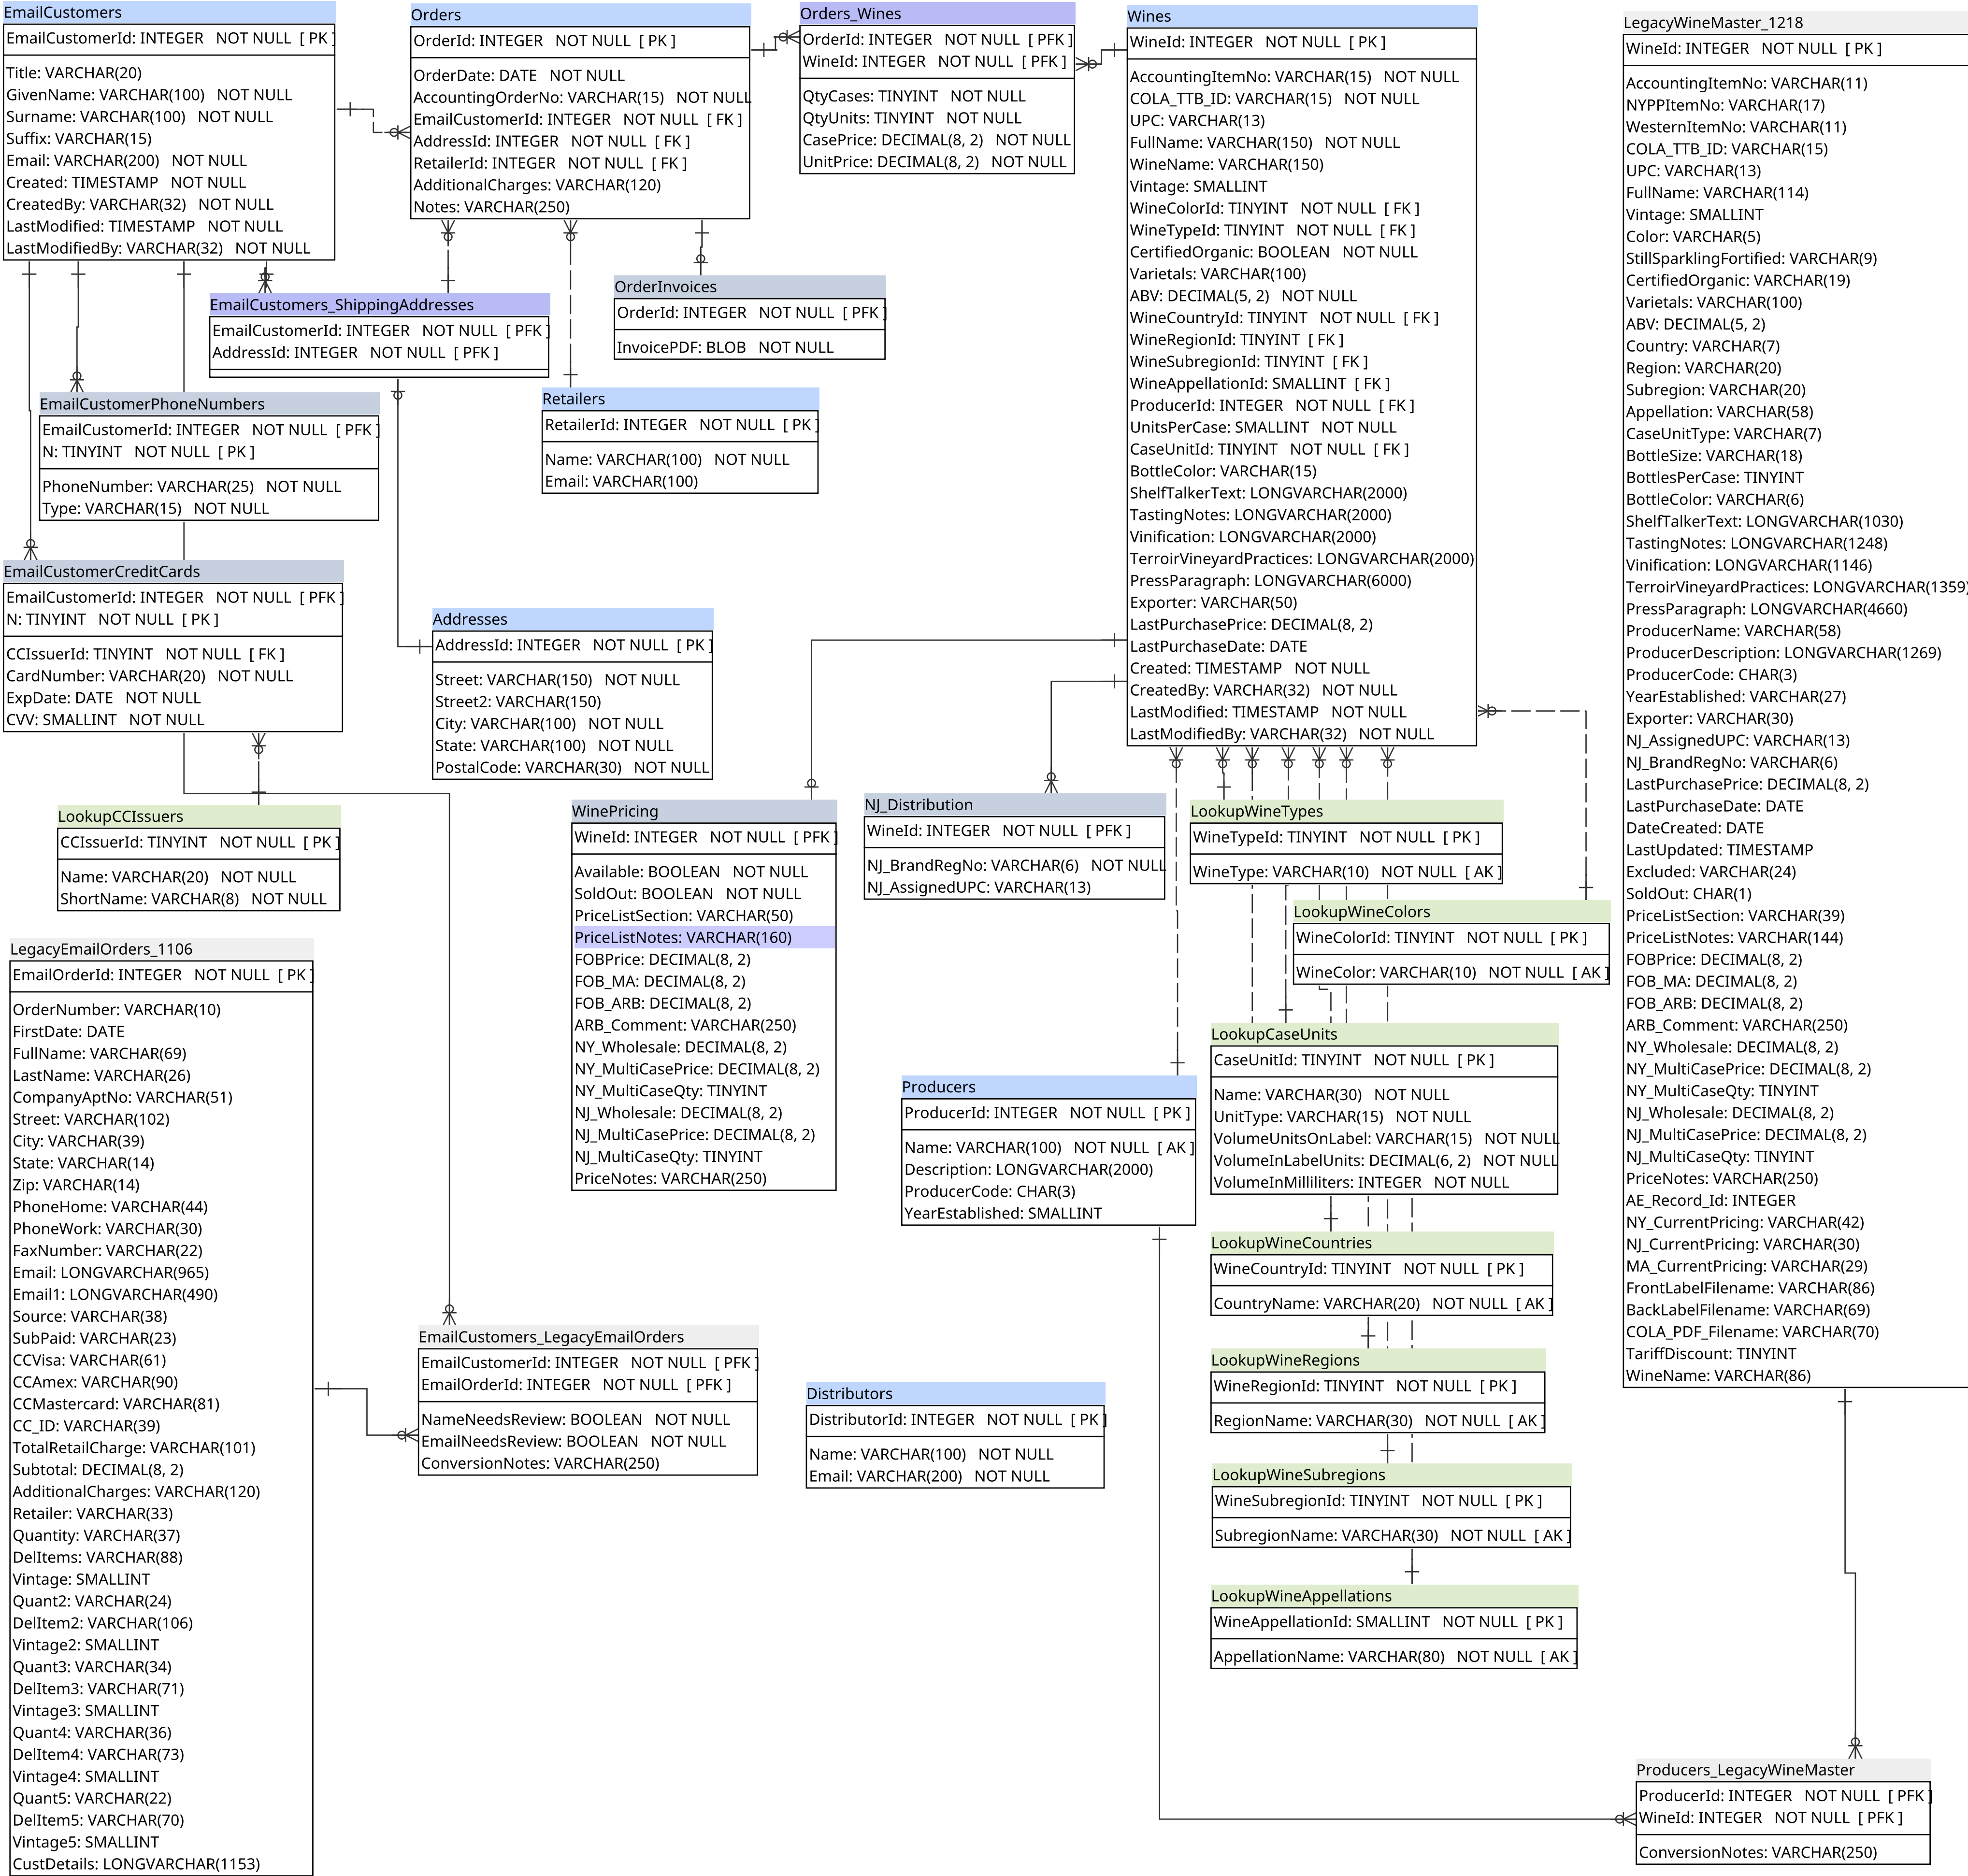 EmailCustomers
EmailCustomerId: INTEGER NOT NULL [ PK ]
Title: VARCHAR(20)
GivenName: VARCHAR(100) NOT NULL
Surname: VARCHAR(100) NOT NULL
Suffix: VARCHAR(15)
Email: VARCHAR(200) NOT NULL
Created: TIMESTAMP NOT NULL
CreatedBy: VARCHAR(32) NOT NULL
LastModified: TIMESTAMP NOT NULL
LastModifiedBy: VARCHAR(32) NOT NULL
Orders
OrderId: INTEGER NOT NULL [ PK ]
OrderDate: DATE NOT NULL
AccountingOrderNo: VARCHAR(15) NOT NULL
EmailCustomerId: INTEGER NOT NULL [ FK ]
AddressId: INTEGER NOT NULL [ FK ]
RetailerId: INTEGER NOT NULL [ FK ]
AdditionalCharges: VARCHAR(120)
Notes: VARCHAR(250)
Orders_Wines
OrderId: INTEGER NOT NULL [ PFK ]
WineId: INTEGER NOT NULL [ PFK ]
QtyCases: TINYINT NOT NULL
QtyUnits: TINYINT NOT NULL
CasePrice: DECIMAL(8, 2) NOT NULL
UnitPrice: DECIMAL(8, 2) NOT NULL
Wines
WineId: INTEGER NOT NULL [ PK ]
AccountingItemNo: VARCHAR(15) NOT NULL
COLA_TTB_ID: VARCHAR(15) NOT NULL
UPC: VARCHAR(13)
FullName: VARCHAR(150) NOT NULL
WineName: VARCHAR(150)
Vintage: SMALLINT
WineColorId: TINYINT NOT NULL [ FK ]
WineTypeId: TINYINT NOT NULL [ FK ]
CertifiedOrganic: BOOLEAN NOT NULL
Varietals: VARCHAR(100)
ABV: DECIMAL(5, 2) NOT NULL
WineCountryId: TINYINT NOT NULL [ FK ]
WineRegionId: TINYINT [ FK ]
WineSubregionId: TINYINT [ FK ]
WineAppellationId: SMALLINT [ FK ]
ProducerId: INTEGER NOT NULL [ FK ]
UnitsPerCase: SMALLINT NOT NULL
CaseUnitId: TINYINT NOT NULL [ FK ]
BottleColor: VARCHAR(15)
ShelfTalkerText: LONGVARCHAR(2000)
TastingNotes: LONGVARCHAR(2000)
Vinification: LONGVARCHAR(2000)
TerroirVineyardPractices: LONGVARCHAR(2000)
PressParagraph: LONGVARCHAR(6000)
Exporter: VARCHAR(50)
LastPurchasePrice: DECIMAL(8, 2)
LastPurchaseDate: DATE
Created: TIMESTAMP NOT NULL
CreatedBy: VARCHAR(32) NOT NULL
LastModified: TIMESTAMP NOT NULL
LastModifiedBy: VARCHAR(32) NOT NULL
LegacyWineMaster_1218
WineId: INTEGER NOT NULL [ PK ]
AccountingItemNo: VARCHAR(11)
NYPPItemNo: VARCHAR(17)
WesternItemNo: VARCHAR(11)
COLA_TTB_ID: VARCHAR(15)
UPC: VARCHAR(13)
FullName: VARCHAR(114)
Vintage: SMALLINT
Color: VARCHAR(5)
StillSparklingFortified: VARCHAR(9)
CertifiedOrganic: VARCHAR(19)
Varietals: VARCHAR(100)
ABV: DECIMAL(5, 2)
Country: VARCHAR(7)
Region: VARCHAR(20)
Subregion: VARCHAR(20)
Appellation: VARCHAR(58)
CaseUnitType: VARCHAR(7)
BottleSize: VARCHAR(18)
BottlesPerCase: TINYINT
BottleColor: VARCHAR(6)
ShelfTalkerText: LONGVARCHAR(1030)
TastingNotes: LONGVARCHAR(1248)
Vinification: LONGVARCHAR(1146)
TerroirVineyardPractices: LONGVARCHAR(1359)
PressParagraph: LONGVARCHAR(4660)
ProducerName: VARCHAR(58)
ProducerDescription: LONGVARCHAR(1269)
ProducerCode: CHAR(3)
YearEstablished: VARCHAR(27)
Exporter: VARCHAR(30)
NJ_AssignedUPC: VARCHAR(13)
NJ_BrandRegNo: VARCHAR(6)
LastPurchasePrice: DECIMAL(8, 2)
LastPurchaseDate: DATE
DateCreated: DATE
LastUpdated: TIMESTAMP
Excluded: VARCHAR(24)
SoldOut: CHAR(1)
PriceListSection: VARCHAR(39)
PriceListNotes: VARCHAR(144)
FOBPrice: DECIMAL(8, 2)
FOB_MA: DECIMAL(8, 2)
FOB_ARB: DECIMAL(8, 2)
ARB_Comment: VARCHAR(250)
NY_Wholesale: DECIMAL(8, 2)
NY_MultiCasePrice: DECIMAL(8, 2)
NY_MultiCaseQty: TINYINT
NJ_Wholesale: DECIMAL(8, 2)
NJ_MultiCasePrice: DECIMAL(8, 2)
NJ_MultiCaseQty: TINYINT
PriceNotes: VARCHAR(250)
AE_Record_Id: INTEGER
NY_CurrentPricing: VARCHAR(42)
NJ_CurrentPricing: VARCHAR(30)
MA_CurrentPricing: VARCHAR(29)
FrontLabelFilename: VARCHAR(86)
BackLabelFilename: VARCHAR(69)
COLA_PDF_Filename: VARCHAR(70)
TariffDiscount: TINYINT
WineName: VARCHAR(86)
EmailCustomers_ShippingAddresses
EmailCustomerId: INTEGER NOT NULL [ PFK ]
AddressId: INTEGER NOT NULL [ PFK ]
OrderInvoices
OrderId: INTEGER NOT NULL [ PFK ]
InvoicePDF: BLOB NOT NULL
EmailCustomerPhoneNumbers
EmailCustomerId: INTEGER NOT NULL [ PFK ]
N: TINYINT NOT NULL [ PK ]
PhoneNumber: VARCHAR(25) NOT NULL
Type: VARCHAR(15) NOT NULL
Retailers
RetailerId: INTEGER NOT NULL [ PK ]
Name: VARCHAR(100) NOT NULL
Email: VARCHAR(100)
EmailCustomerCreditCards
EmailCustomerId: INTEGER NOT NULL [ PFK ]
N: TINYINT NOT NULL [ PK ]
CCIssuerId: TINYINT NOT NULL [ FK ]
CardNumber: VARCHAR(20) NOT NULL
ExpDate: DATE NOT NULL
CVV: SMALLINT NOT NULL
Addresses
AddressId: INTEGER NOT NULL [ PK ]
Street: VARCHAR(150) NOT NULL
Street2: VARCHAR(150)
City: VARCHAR(100) NOT NULL
State: VARCHAR(100) NOT NULL
PostalCode: VARCHAR(30) NOT NULL
LookupCCIssuers
CCIssuerId: TINYINT NOT NULL [ PK ]
Name: VARCHAR(20) NOT NULL
ShortName: VARCHAR(8) NOT NULL
WinePricing
WineId: INTEGER NOT NULL [ PFK ]
Available: BOOLEAN NOT NULL
SoldOut: BOOLEAN NOT NULL
PriceListSection: VARCHAR(50)
PriceListNotes: VARCHAR(160)
FOBPrice: DECIMAL(8, 2)
FOB_MA: DECIMAL(8, 2)
FOB_ARB: DECIMAL(8, 2)
ARB_Comment: VARCHAR(250)
NY_Wholesale: DECIMAL(8, 2)
NY_MultiCasePrice: DECIMAL(8, 2)
NY_MultiCaseQty: TINYINT
NJ_Wholesale: DECIMAL(8, 2)
NJ_MultiCasePrice: DECIMAL(8, 2)
NJ_MultiCaseQty: TINYINT
PriceNotes: VARCHAR(250)
NJ_Distribution
WineId: INTEGER NOT NULL [ PFK ]
NJ_BrandRegNo: VARCHAR(6) NOT NULL
NJ_AssignedUPC: VARCHAR(13)
LookupWineTypes
WineTypeId: TINYINT NOT NULL [ PK ]
WineType: VARCHAR(10) NOT NULL [ AK ]
LookupWineColors
WineColorId: TINYINT NOT NULL [ PK ]
WineColor: VARCHAR(10) NOT NULL [ AK ]
LegacyEmailOrders_1106
EmailOrderId: INTEGER NOT NULL [ PK ]
OrderNumber: VARCHAR(10)
FirstDate: DATE
FullName: VARCHAR(69)
LastName: VARCHAR(26)
CompanyAptNo: VARCHAR(51)
Street: VARCHAR(102)
City: VARCHAR(39)
State: VARCHAR(14)
Zip: VARCHAR(14)
PhoneHome: VARCHAR(44)
PhoneWork: VARCHAR(30)
FaxNumber: VARCHAR(22)
Email: LONGVARCHAR(965)
Email1: LONGVARCHAR(490)
Source: VARCHAR(38)
SubPaid: VARCHAR(23)
CCVisa: VARCHAR(61)
CCAmex: VARCHAR(90)
CCMastercard: VARCHAR(81)
CC_ID: VARCHAR(39)
TotalRetailCharge: VARCHAR(101)
Subtotal: DECIMAL(8, 2)
AdditionalCharges: VARCHAR(120)
Retailer: VARCHAR(33)
Quantity: VARCHAR(37)
DelItems: VARCHAR(88)
Vintage: SMALLINT
Quant2: VARCHAR(24)
DelItem2: VARCHAR(106)
Vintage2: SMALLINT
Quant3: VARCHAR(34)
DelItem3: VARCHAR(71)
Vintage3: SMALLINT
Quant4: VARCHAR(36)
DelItem4: VARCHAR(73)
Vintage4: SMALLINT
Quant5: VARCHAR(22)
DelItem5: VARCHAR(70)
Vintage5: SMALLINT
CustDetails: LONGVARCHAR(1153)
LookupCaseUnits
CaseUnitId: TINYINT NOT NULL [ PK ]
Name: VARCHAR(30) NOT NULL
UnitType: VARCHAR(15) NOT NULL
VolumeUnitsOnLabel: VARCHAR(15) NOT NULL
VolumeInLabelUnits: DECIMAL(6, 2) NOT NULL
VolumeInMilliliters: INTEGER NOT NULL
Producers
ProducerId: INTEGER NOT NULL [ PK ]
Name: VARCHAR(100) NOT NULL [ AK ]
Description: LONGVARCHAR(2000)
ProducerCode: CHAR(3)
YearEstablished: SMALLINT
LookupWineCountries
WineCountryId: TINYINT NOT NULL [ PK ]
CountryName: VARCHAR(20) NOT NULL [ AK ]
EmailCustomers_LegacyEmailOrders
EmailCustomerId: INTEGER NOT NULL [ PFK ]
EmailOrderId: INTEGER NOT NULL [ PFK ]
NameNeedsReview: BOOLEAN NOT NULL
EmailNeedsReview: BOOLEAN NOT NULL
ConversionNotes: VARCHAR(250)
Distributors
DistributorId: INTEGER NOT NULL [ PK ]
Name: VARCHAR(100) NOT NULL
Email: VARCHAR(200) NOT NULL
LookupWineRegions
WineRegionId: TINYINT NOT NULL [ PK ]
RegionName: VARCHAR(30) NOT NULL [ AK ]
LookupWineSubregions
WineSubregionId: TINYINT NOT NULL [ PK ]
SubregionName: VARCHAR(30) NOT NULL [ AK ]
LookupWineAppellations
WineAppellationId: SMALLINT NOT NULL [ PK ]
AppellationName: VARCHAR(80) NOT NULL [ AK ]
Producers_LegacyWineMaster
ProducerId: INTEGER NOT NULL [ PFK ]
WineId: INTEGER NOT NULL [ PFK ]
ConversionNotes: VARCHAR(250)